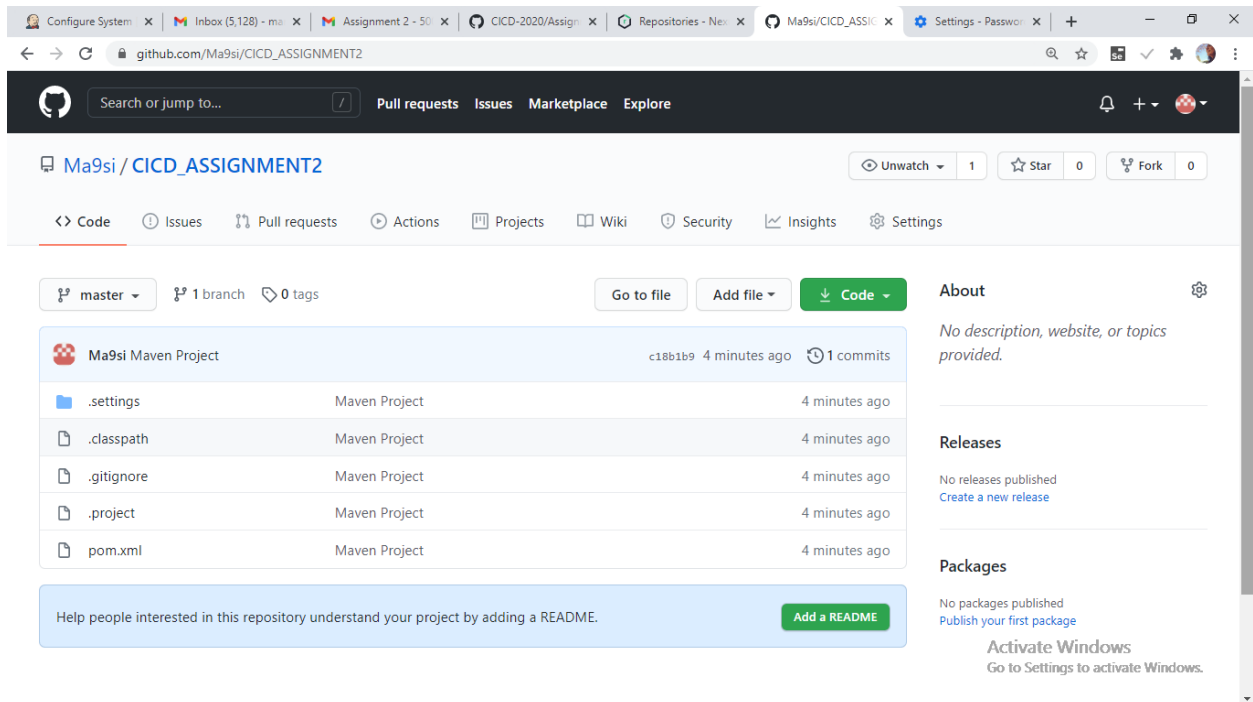 Configure System
Inbox (5,128) - ma
Assignment 2 - 50
CICD-2020/Assign
Repositories - Nex
Ma9si/CICD_ASSIG
Settings - Passwor
github.com/Ma9si/CICD_ASSIGNMENT2
Se
Search or jump to... /
Pull requests Issues Marketplace Explore
Ma9si / CICD_ASSIGNMENT2
Unwatch 1 Star 0 Fork 0
Code Issues Pull requests Actions Projects Wiki Security Insights Settings
master 1 branch 0 tags
Go to file Add file Code
Ma9si Maven Project c18b1b9 4 minutes ago 1 commits
.settings Maven Project 4 minutes ago
.classpath Maven Project 4 minutes ago
.gitignore Maven Project 4 minutes ago
.project Maven Project 4 minutes ago
pom.xml Maven Project 4 minutes ago
Help people interested in this repository understand your project by adding a README. Add a README
About
No description, website, or topics
provided.
Releases
No releases published
Create a new release
Packages
No packages published
Publish your first package
Activate Windows
Go to Settings to activate Windows.